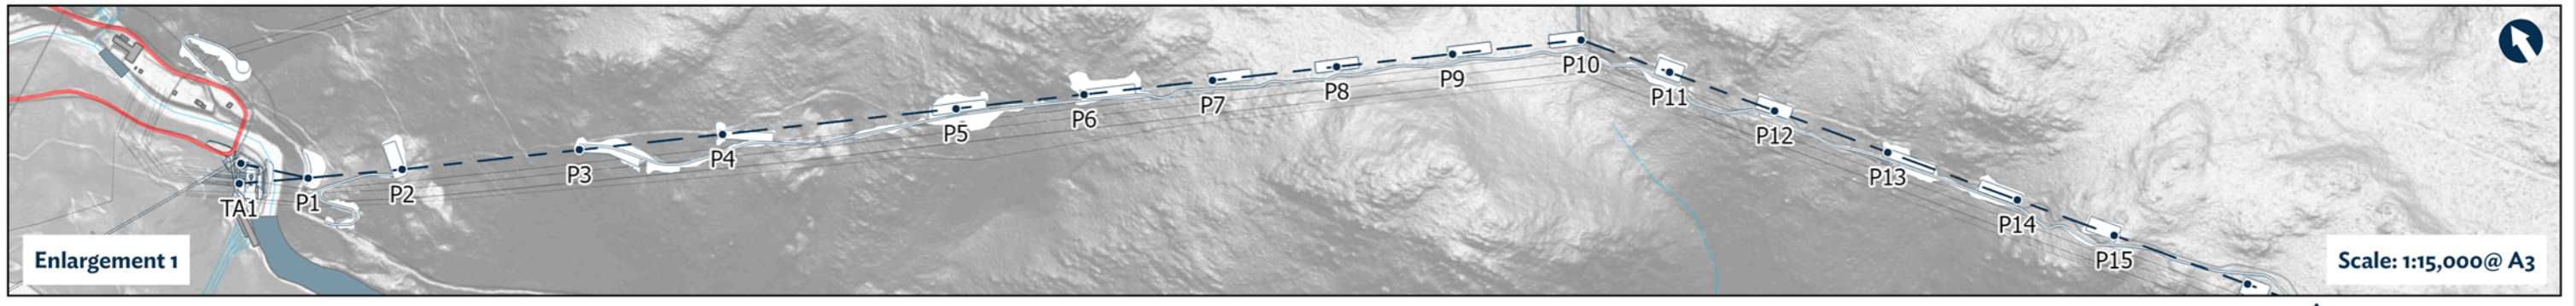 TA1
P1
P2
P3
P4
P5
P6
P7
P8
P9
P10
P11
P12
P13
P14
P15
Enlargement 1
Scale: 1:15,000@ A3